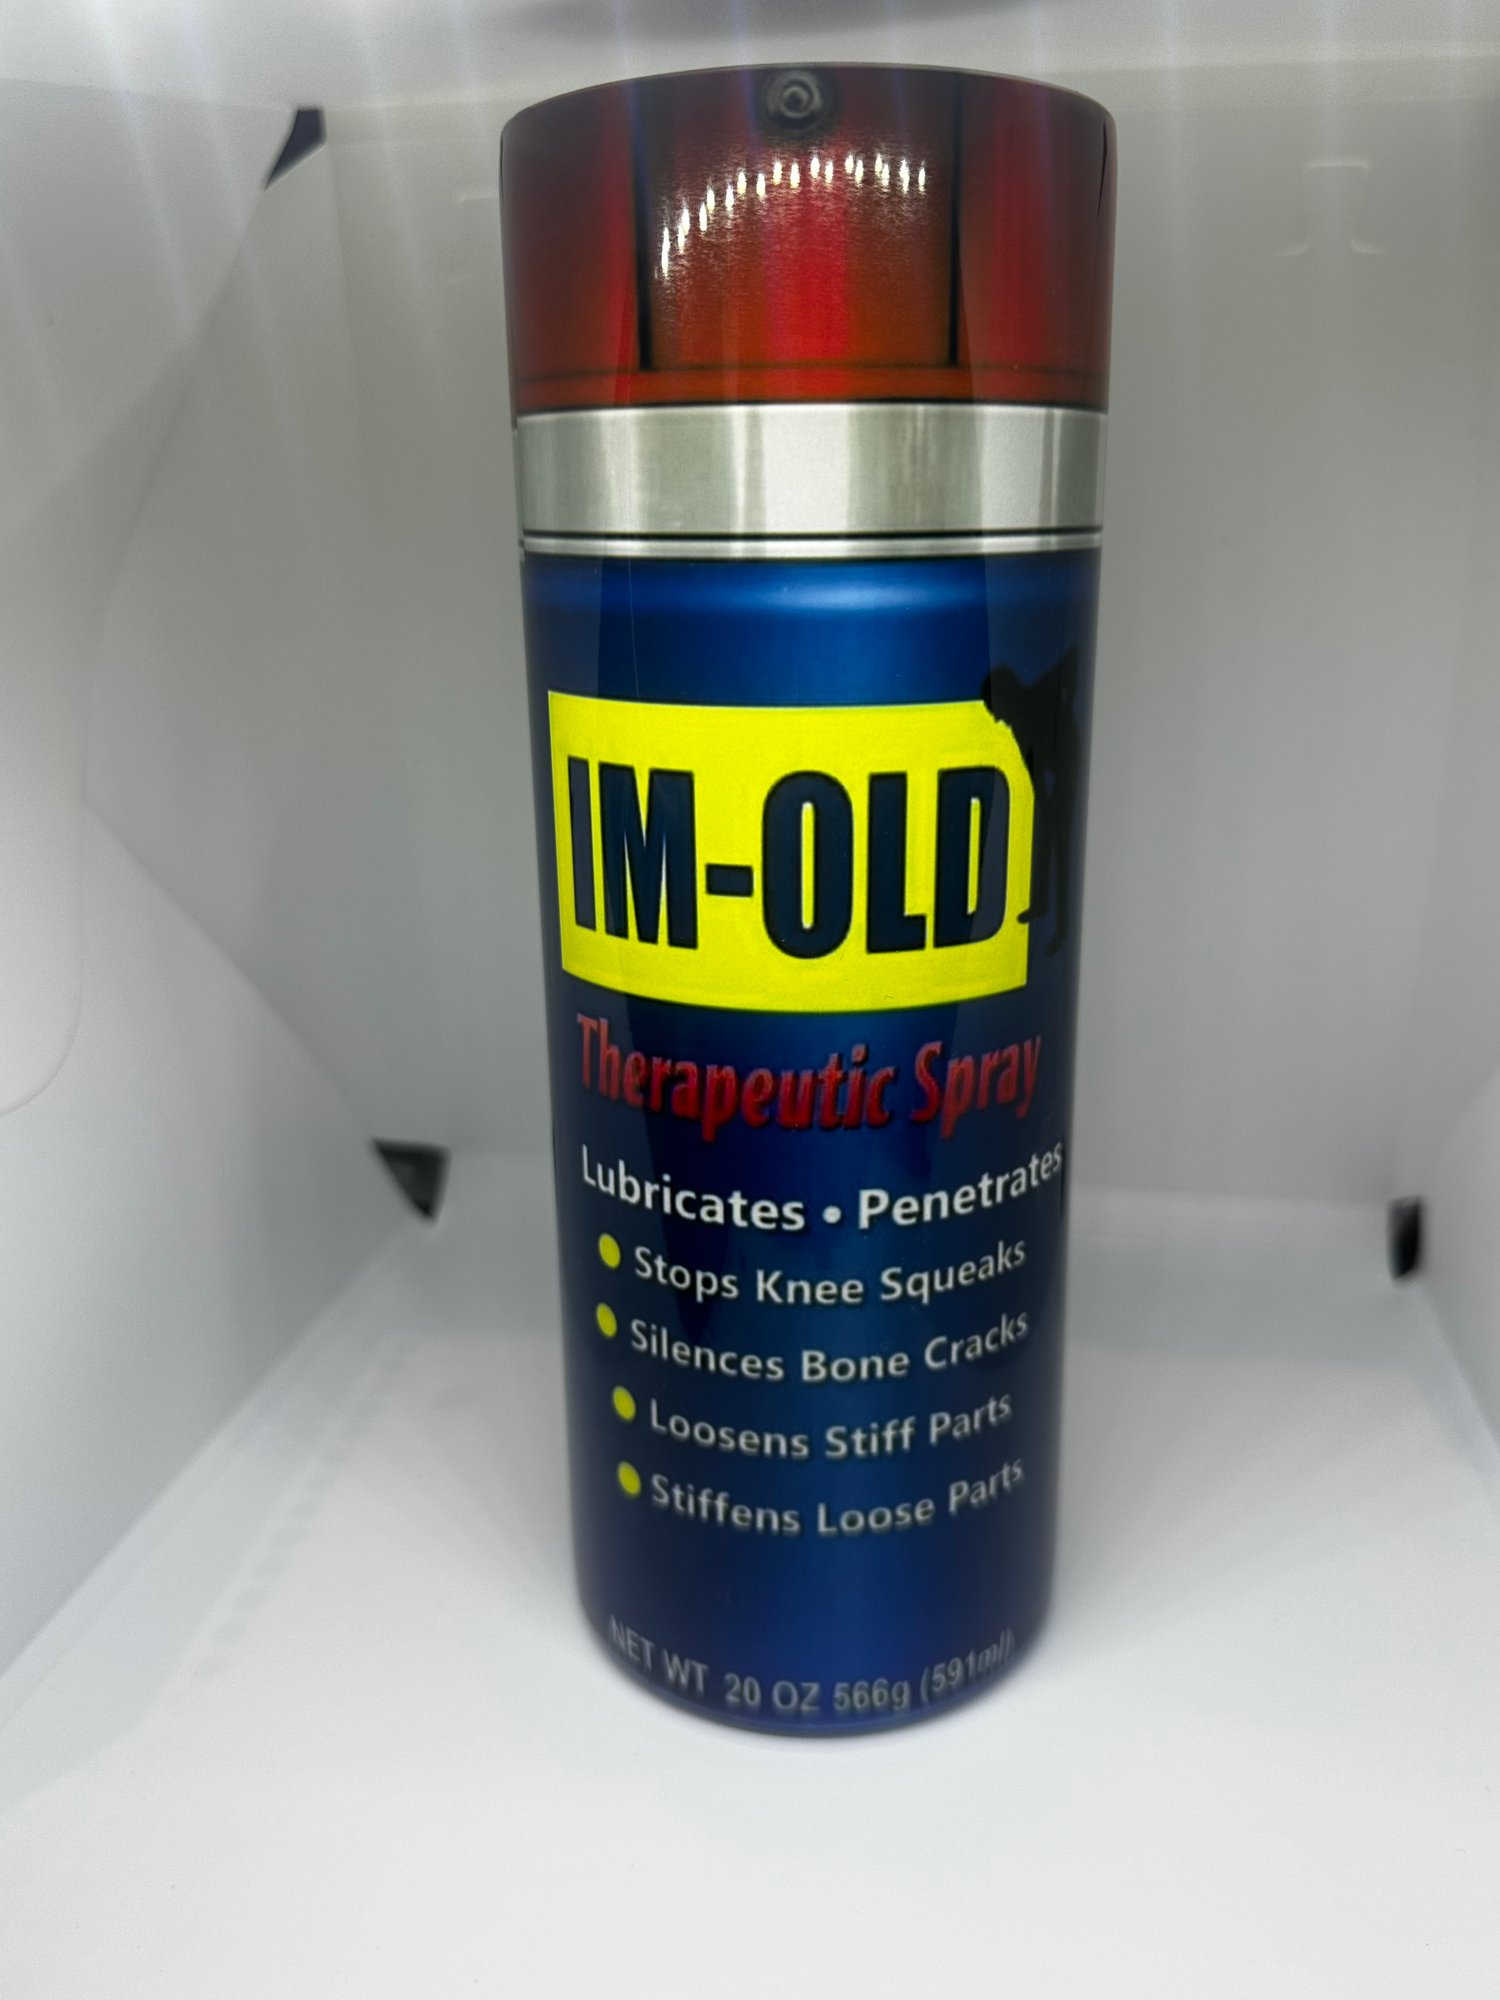 IM-OLD
Therapeutic Spray
Lubricates • Penetrates
Stops Knee Squeaks
Silences Bone Cracks
Loosens Stiff Parts
Stiffens Loose Parts
NET WT 20 OZ 566g (591ml)